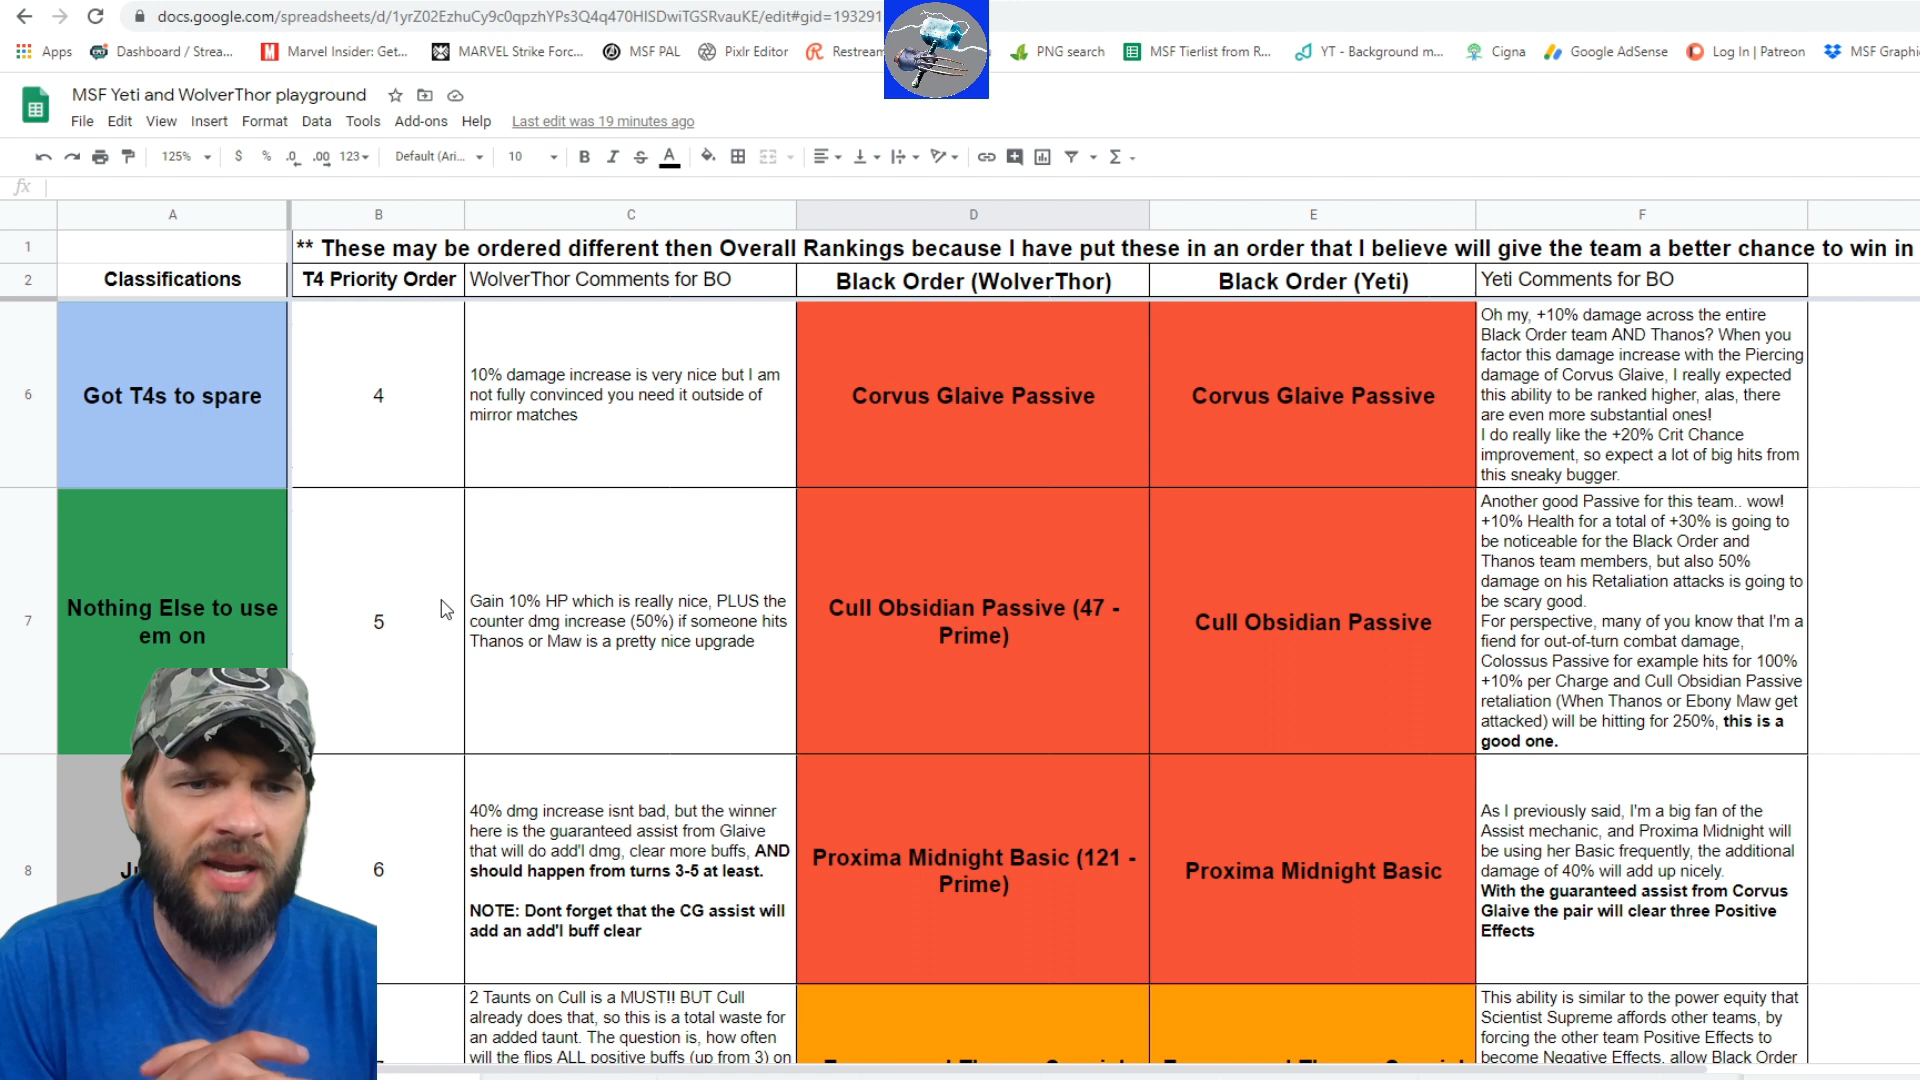 docs.google.com/spreadsheets/d/1yrZ02EzhuCy9c0qpzhYPs3Q4q470HISDwiTGSRvauKE/edit#gid=193291
Apps Dashboard / Strea... Marvel Insider: Get... MARVEL Strike Forc... MSF PAL Pixlr Editor Restream PNG search MSF Tierlist from R... YT - Background m... Cigna Google AdSense Log In | Patreon MSF Graphi
MSF Yeti and WolverThor playground
File Edit View Insert Format Data Tools Add-ons Help Last edit was 19 minutes ago
125% $ % .0 .00 123 Default (Ari... 10 B I S A
fx
A B C D E F
1 ** These may be ordered different then Overall Rankings because I have put these in an order that I believe will give the team a better chance to win in
2 Classifications T4 Priority Order WolverThor Comments for BO Black Order (WolverThor) Black Order (Yeti) Yeti Comments for BO
6
Got T4s to spare
4
10% damage increase is very nice but I am
not fully convinced you need it outside of
mirror matches
Corvus Glaive Passive
Corvus Glaive Passive
Oh my, +10% damage across the entire
Black Order team AND Thanos? When you
factor this damage increase with the Piercing
damage of Corvus Glaive, I really expected
this ability to be ranked higher, alas, there
are even more substantial ones!
I do really like the +20% Crit Chance
improvement, so expect a lot of big hits from
this sneaky bugger.
7
Nothing Else to use
em on
5
Gain 10% HP which is really nice, PLUS the
counter dmg increase (50%) if someone hits
Thanos or Maw is a pretty nice upgrade
Cull Obsidian Passive (47 -
Prime)
Cull Obsidian Passive
Another good Passive for this team.. wow!
+10% Health for a total of +30% is going to
be noticeable for the Black Order and
Thanos team members, but also 50%
damage on his Retaliation attacks is going to
be scary good.
For perspective, many of you know that I'm a
fiend for out-of-turn combat damage,
Colossus Passive for example hits for 100%
+10% per Charge and Cull Obsidian Passive
retaliation (When Thanos or Ebony Maw get
attacked) will be hitting for 250%, this is a
good one.
8
6
40% dmg increase isnt bad, but the winner
here is the guaranteed assist from Glaive
that will do add'l dmg, clear more buffs, AND
should happen from turns 3-5 at least.
NOTE: Dont forget that the CG assist will
add an add'l buff clear
Proxima Midnight Basic (121 -
Prime)
Proxima Midnight Basic
As I previously said, I'm a big fan of the
Assist mechanic, and Proxima Midnight will
be using her Basic frequently, the additional
damage of 40% will add up nicely.
With the guaranteed assist from Corvus
Glaive the pair will clear three Positive
Effects
2 Taunts on Cull is a MUST!! BUT Cull
already does that, so this is a total waste for
an added taunt. The question is, how often
will the flips ALL positive buffs (up from 3) on
This ability is similar to the power equity that
Scientist Supreme affords other teams, by
forcing the other team Positive Effects to
become Negative Effects, allow Black Order